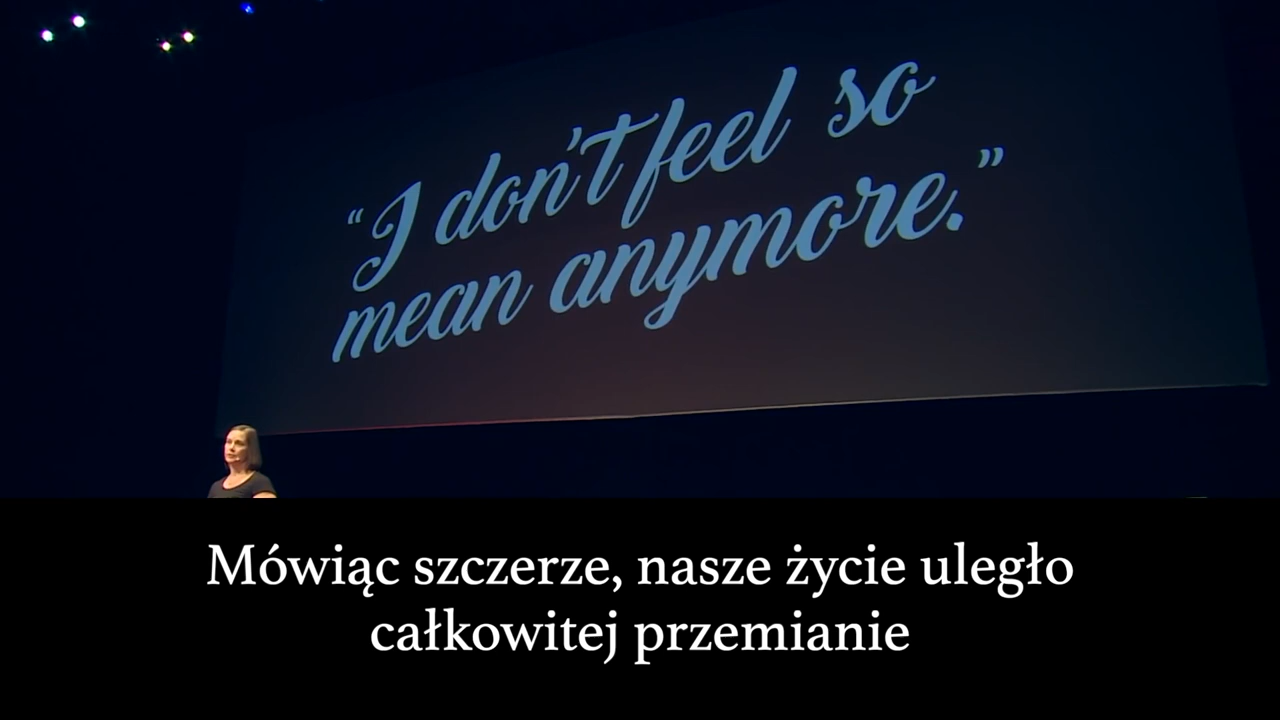 “I don’t feel so
mean anymore.”
Mówiąc szczerze, nasze życie uległo
całkowitej przemianie